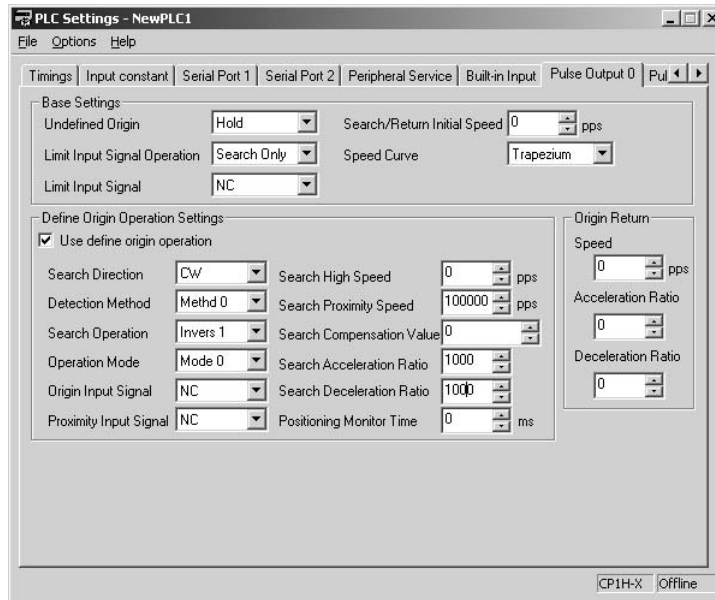 PLC Settings - NewPLC1
File Options Help
Timings Input constant Serial Port 1 Serial Port 2 Peripheral Service Built-in Input Pulse Output 0 Pul
Base Settings
Undefined Origin Hold Search/Return Initial Speed 0 pps
Limit Input Signal Operation Search Only Speed Curve Trapezium
Limit Input Signal NC
Define Origin Operation Settings Origin Return
Use define origin operation Speed
Search Direction CW Search High Speed 0 pps 0 pps
Detection Method Methd 0 Search Proximity Speed 100000 pps Acceleration Ratio
Search Operation Invers 1 Search Compensation Value 0 0
Operation Mode Mode 0 Search Acceleration Ratio 1000 Deceleration Ratio
Origin Input Signal NC Search Deceleration Ratio 1000 0
Proximity Input Signal NC Positioning Monitor Time 0 ms
CP1H-X Offline